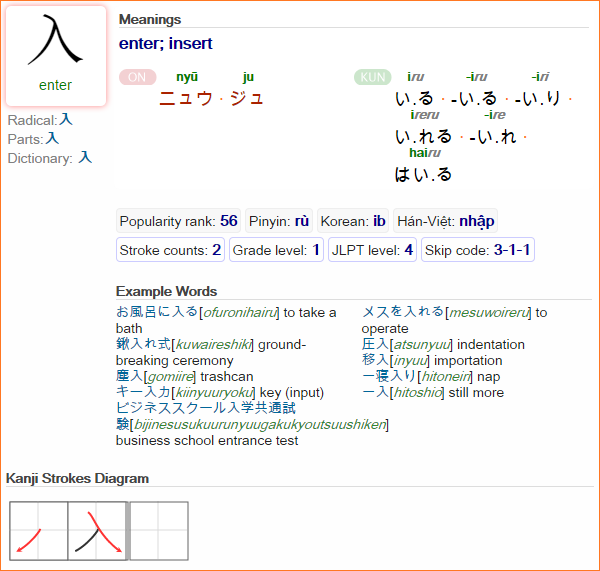 入
enter
Radical:入
Parts:入
Dictionary: 入
Meanings
enter; insert
ON
nyū ju
ニュウ · ジュ
KUN
iru -iru -iri
い.る · -い.る · -い.り ·
ireru -ire
い.れる · -い.れ ·
hairu
はい.る
Popularity rank: 56 Pinyin: rù Korean: ib Hán-Việt: nhập
Stroke counts: 2 Grade level: 1 JLPT level: 4 Skip code: 3-1-1
Example Words
お風呂に入る[ofuronihairu] to take a
bath
鍬入れ式[kuwaireshiki] ground-
breaking ceremony
塵入[gomiire] trashcan
キー入力[kiinyuuryoku] key (input)
ビジネススクール入学共通試
験[bijinesusukuurunyuugakukyoutsuushiken]
business school entrance test
メスを入れる[mesuwoireru] to
operate
圧入[atsunyuu] indentation
移入[inyuu] importation
一寝入り[hitonein] nap
一入[hitoshio] still more
Kanji Strokes Diagram